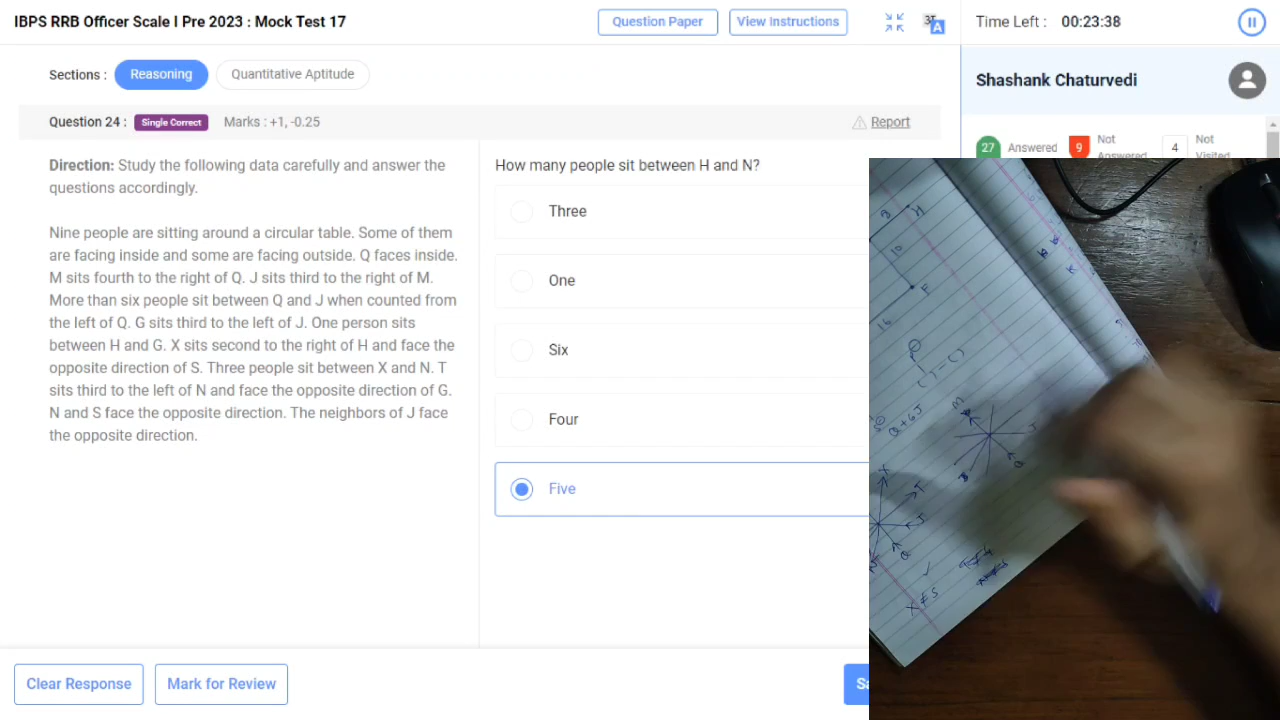 IBPS RRB Officer Scale I Pre 2023 : Mock Test 17
Question Paper
View Instructions
Time Left : 00:23:38
Sections :
Reasoning
Quantitative Aptitude
Shashank Chaturvedi
Question 24 :
Single Correct
Marks : +1, -0.25
Report
27 Answered
9 Not Answered
4 Not Visited
Direction: Study the following data carefully and answer the
questions accordingly.
Nine people are sitting around a circular table. Some of them
are facing inside and some are facing outside. Q faces inside.
M sits fourth to the right of Q. J sits third to the right of M.
More than six people sit between Q and J when counted from
the left of Q. G sits third to the left of J. One person sits
between H and G. X sits second to the right of H and face the
opposite direction of S. Three people sit between X and N. T
sits third to the left of N and face the opposite direction of G.
N and S face the opposite direction. The neighbors of J face
the opposite direction.
How many people sit between H and N?
Three
One
Six
Four
Five
Clear Response
Mark for Review
10
F
16
M
X
T
J
Q
X≠S